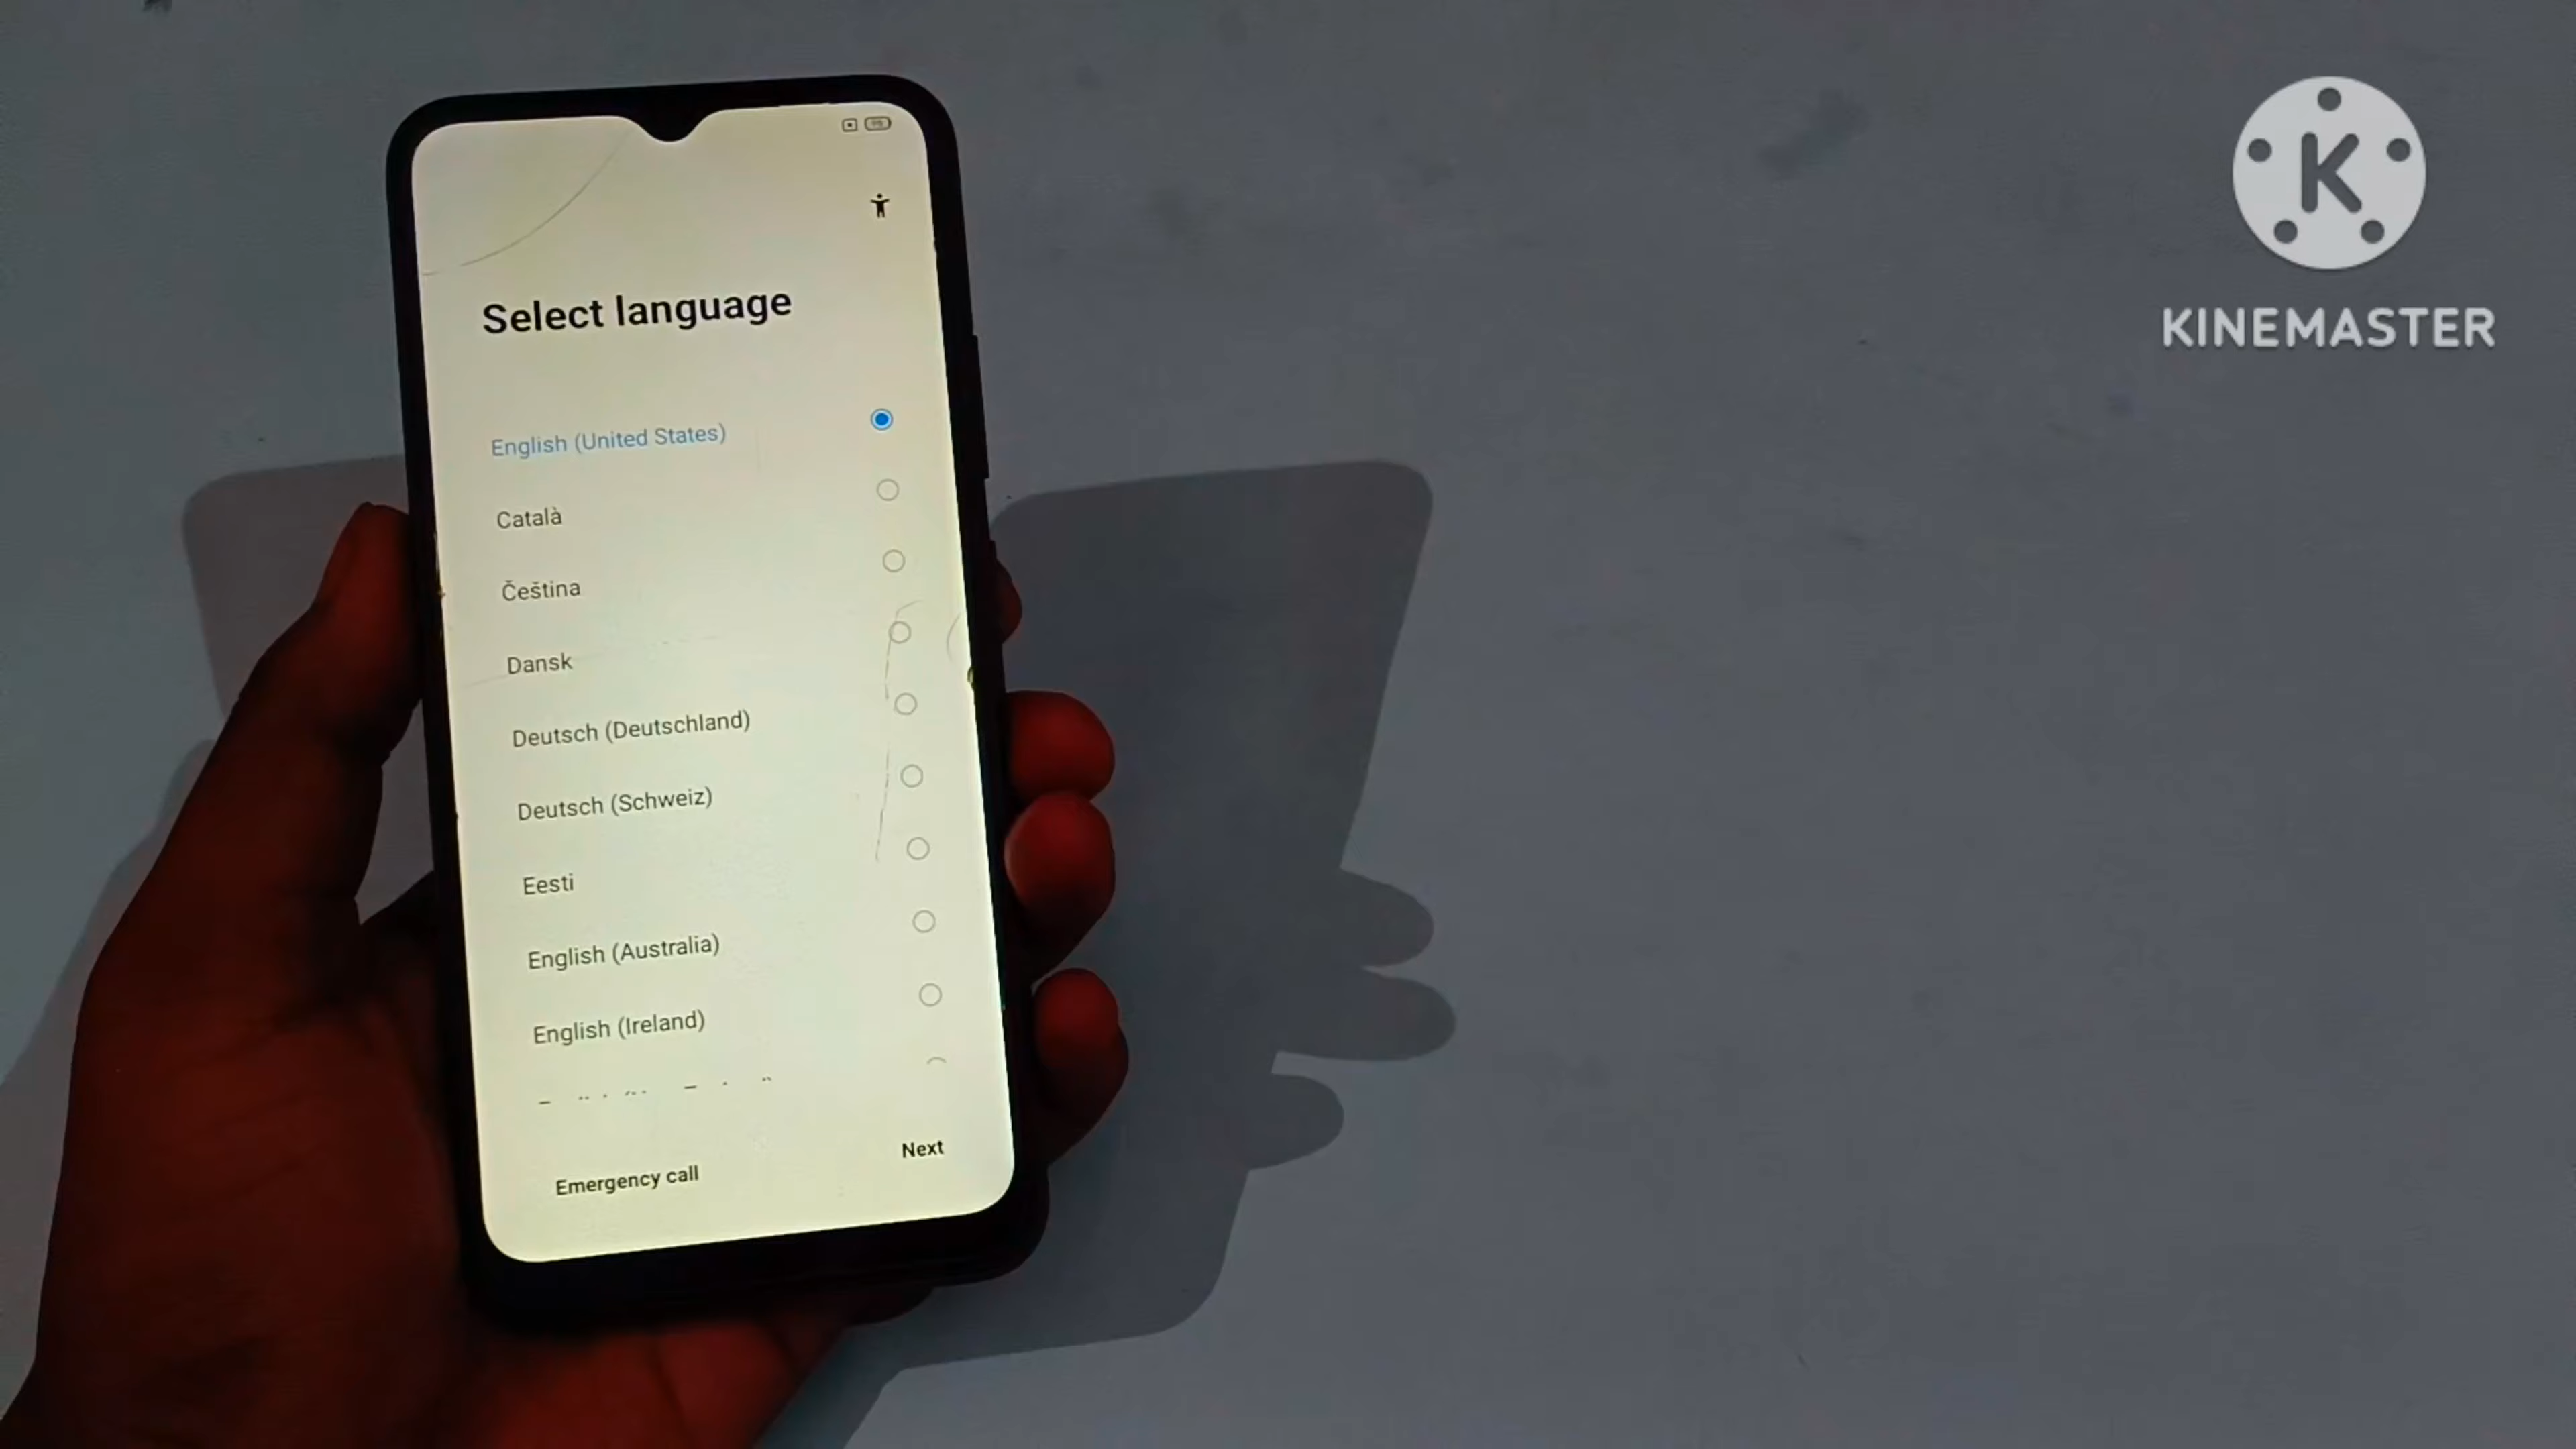 Select language
English (United States)
Català
Čeština
Dansk
Deutsch (Deutschland)
Deutsch (Schweiz)
Eesti
English (Australia)
English (Ireland)
Emergency call
Next
K
KINEMASTER